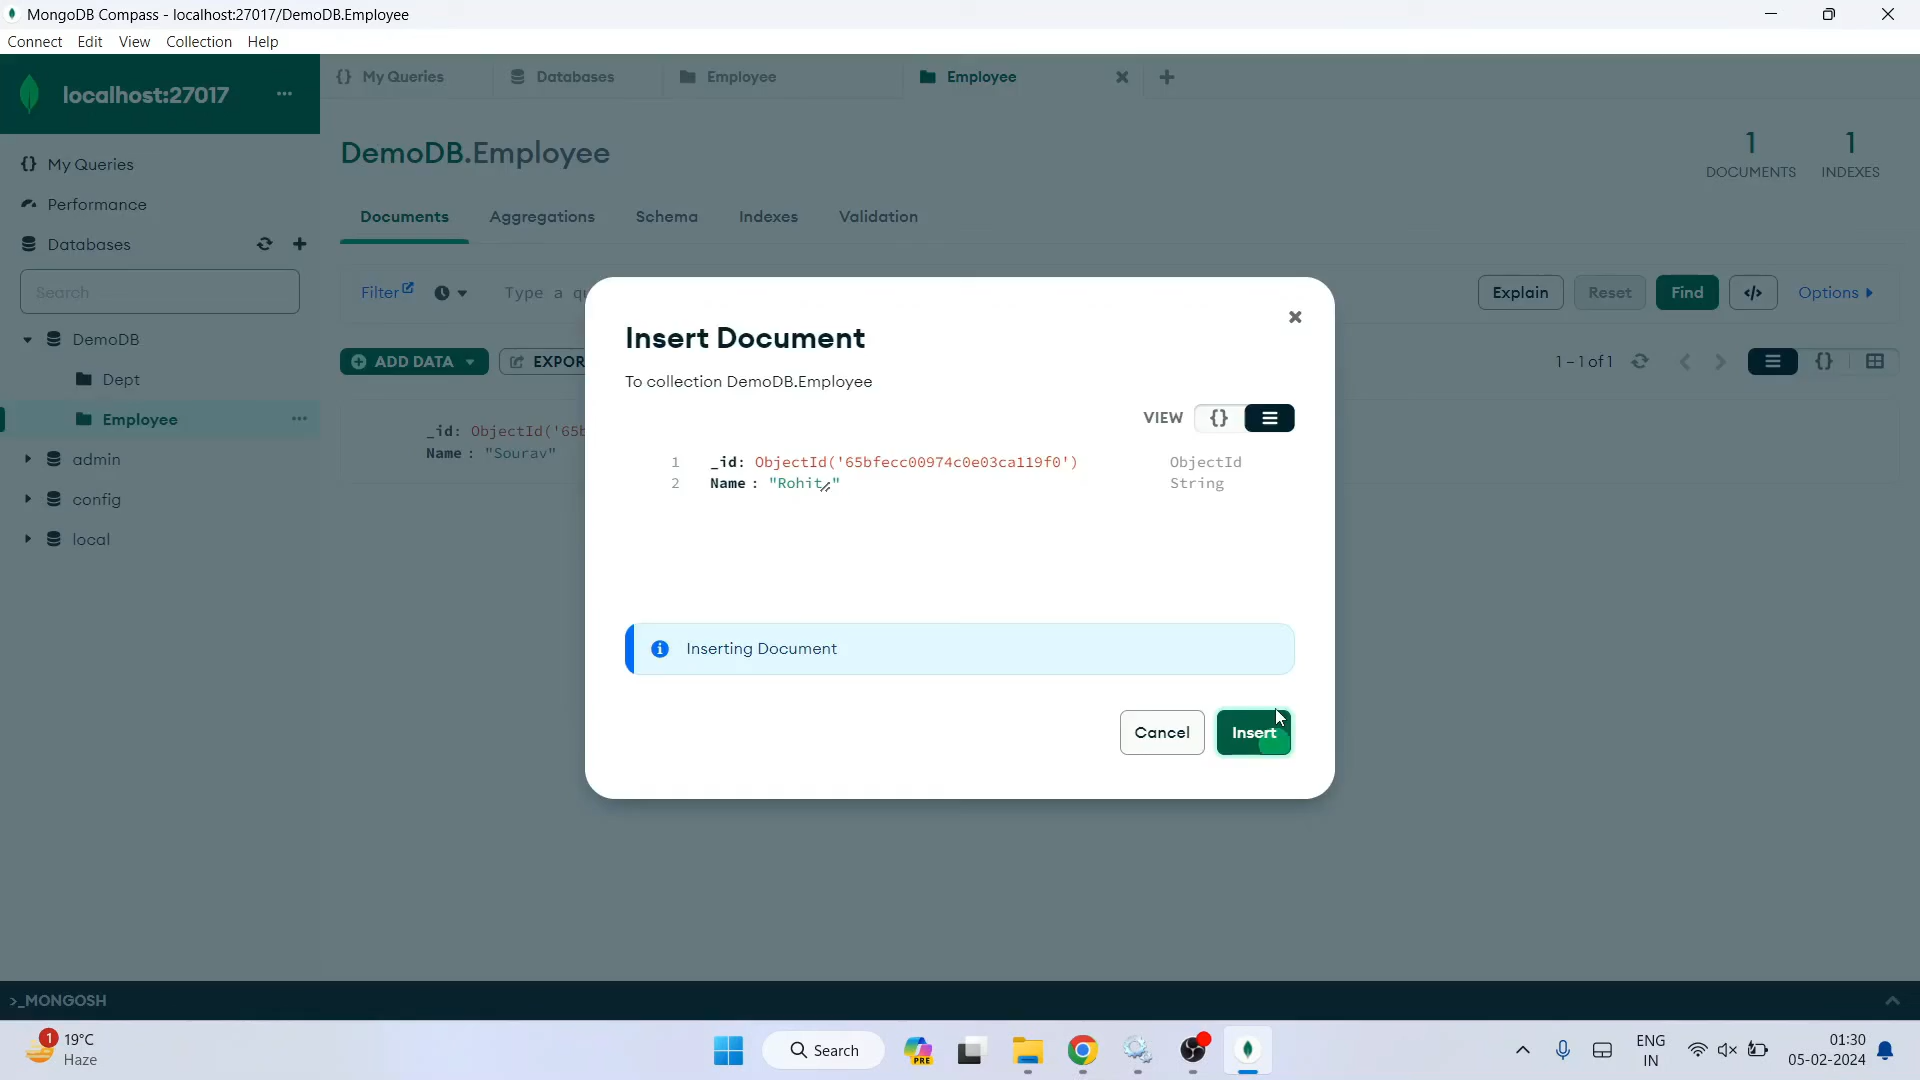 MongoDB Compass - localhost:27017/DemoDB.Employee
Connect Edit View Collection Help
localhost:27017 ...
{} My Queries Databases Employee Employee
{} My Queries
Performance
Databases
Search
DemoDB
Dept
Employee
admin
config
local
DemoDB.Employee
1 1
DOCUMENTS INDEXES
Documents Aggregations Schema Indexes Validation
Filter Type a
Explain Reset Find </> Options
ADD DATA EXPOR
1 – 1 of 1 {}
_id: ObjectId('65b
Name : "Sourav"
Insert Document
To collection DemoDB.Employee
VIEW {}
1 _id: ObjectId('65bfecc00974c0e03ca119f0') ObjectId
2 Name : "Rohit" String
Inserting Document
Cancel Insert
>_MONGOSH
1 19°C
Haze
Search
PRE
ENG
IN
01:30
05-02-2024